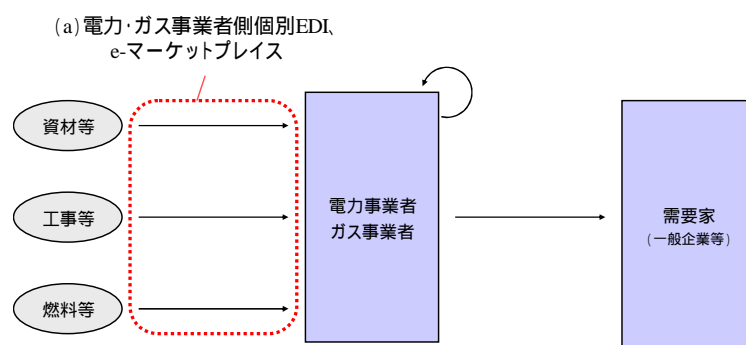 (a)電力・ガス事業者側個別EDI、
e-マーケットプレイス
資材等
工事等
燃料等
電力事業者
ガス事業者
需要家
(一般企業等)